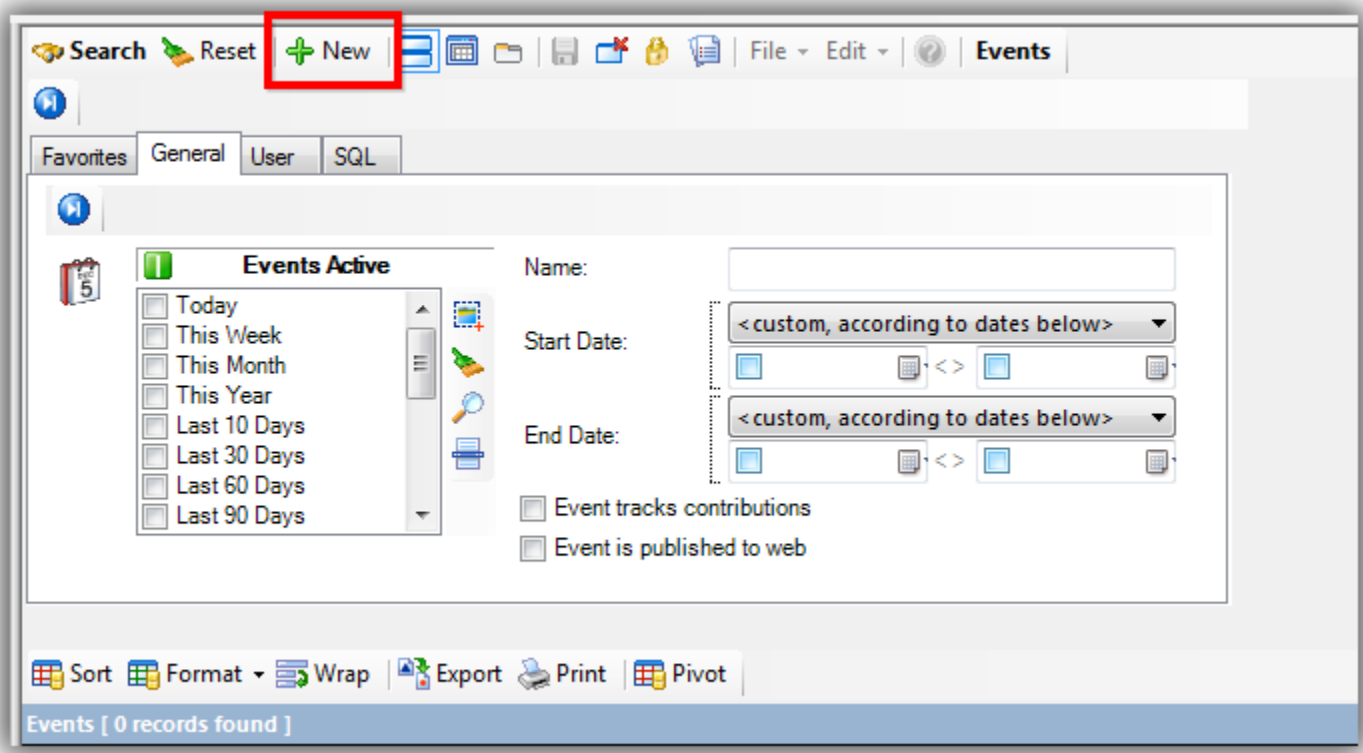 Search Reset New File Edit Events
Favorites General User SQL
Events Active
Today
This Week
This Month
This Year
Last 10 Days
Last 30 Days
Last 60 Days
Last 90 Days
Name:
Start Date:
<custom, according to dates below>
< >
End Date:
<custom, according to dates below>
< >
Event tracks contributions
Event is published to web
Sort Format Wrap Export Print Pivot
Events [ 0 records found ]